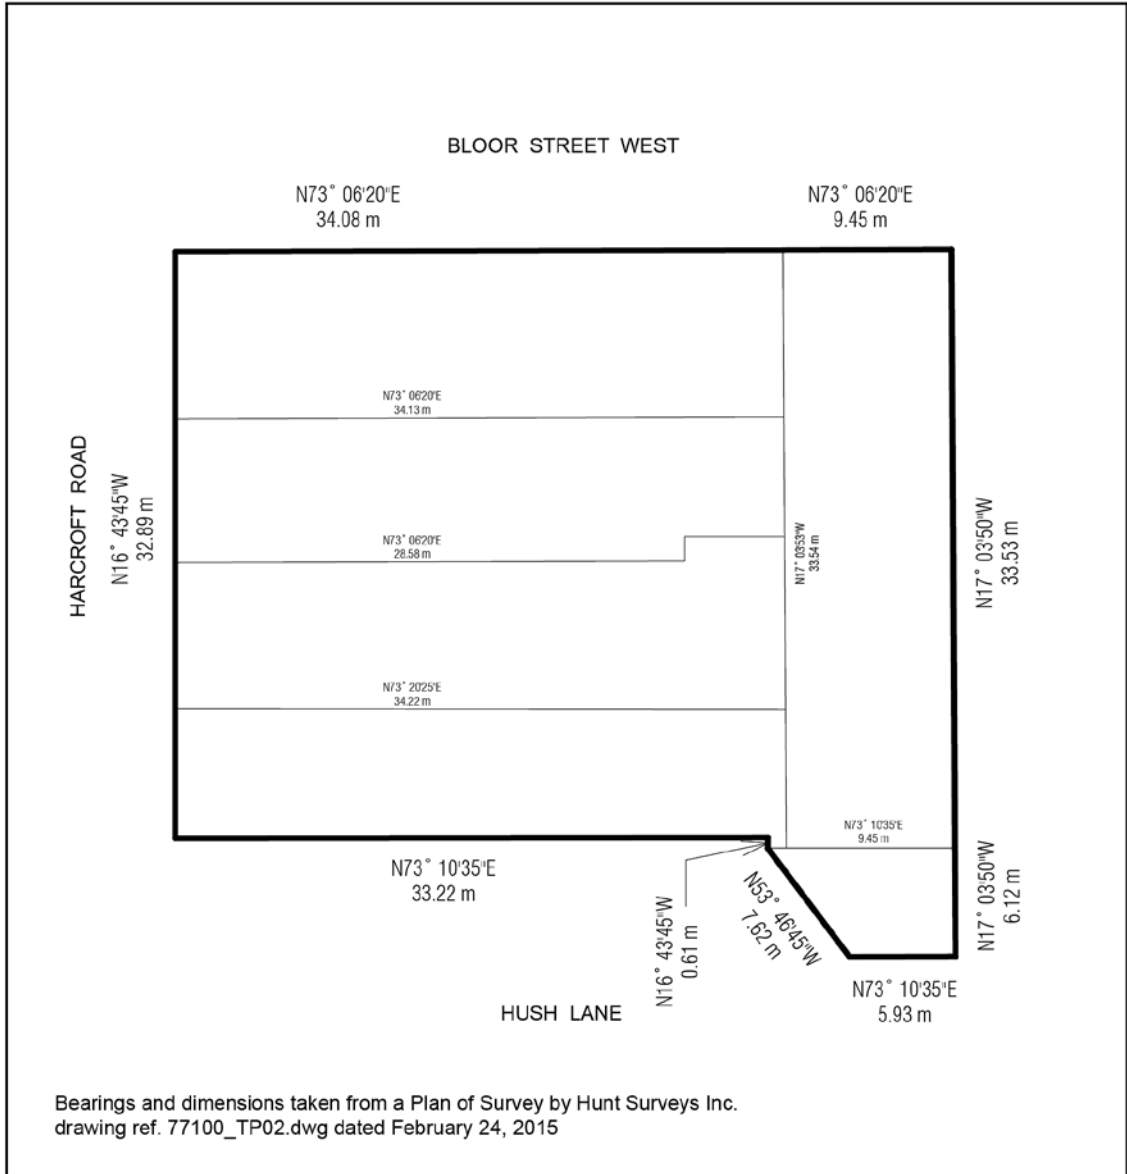 BLOOR STREET WEST
N73° 06'20"E
34.08 m
N73° 06'20"E
9.45 m
N73° 06'20"E
34.13 m
HARCROFT ROAD
N16° 43'45"W
32.89 m
N73° 06'20"E
28.58 m
N17° 03'53"W
33.54 m
N17° 03'50"W
33.53 m
N73° 20'25"E
34.22 m
N73° 10'35"E
9.45 m
N73° 10'35"E
33.22 m
N16° 43'45"W
0.61 m
N53° 46'45"W
7.62 m
N17° 03'50"W
6.12 m
N73° 10'35"E
5.93 m
HUSH LANE
Bearings and dimensions taken from a Plan of Survey by Hunt Surveys Inc.
drawing ref. 77100_TP02.dwg dated February 24, 2015